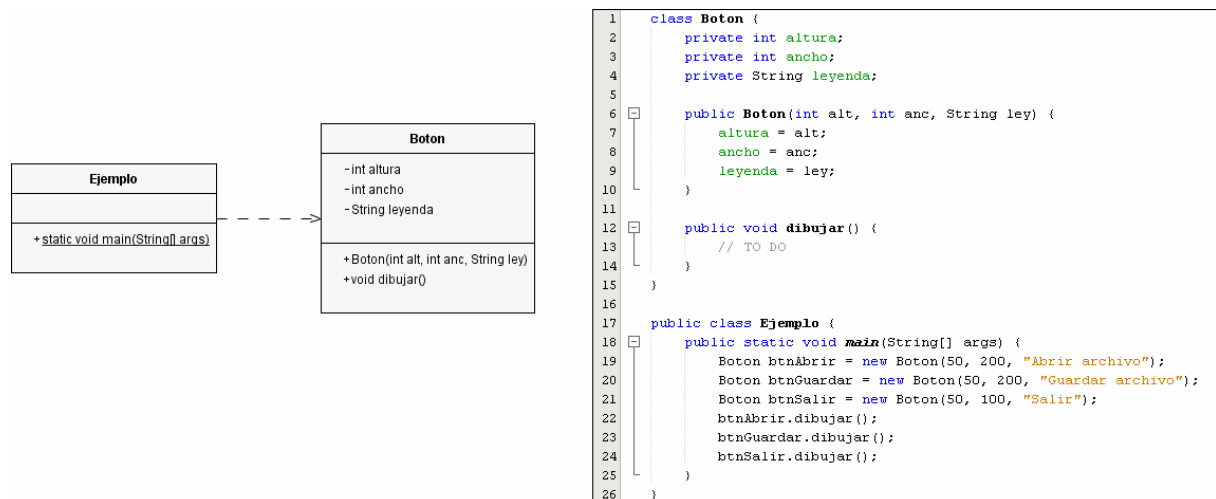 Ejemplo
+static void main(String[] args)
Boton
-int altura
-int ancho
-String leyenda
+Boton(int alt, int anc, String ley)
+void dibujar()
1 class Boton {
2 private int altura;
3 private int ancho;
4 private String leyenda;
5
6 public Boton(int alt, int anc, String ley) {
7 altura = alt;
8 ancho = anc;
9 leyenda = ley;
10 }
11
12 public void dibujar() {
13 // TO DO
14 }
15 }
16
17 public class Ejemplo {
18 public static void main(String[] args) {
19 Boton btnAbrir = new Boton(50, 200, "Abrir archivo");
20 Boton btnGuardar = new Boton(50, 200, "Guardar archivo");
21 Boton btnSalir = new Boton(50, 100, "Salir");
22 btnAbrir.dibujar();
23 btnGuardar.dibujar();
24 btnSalir.dibujar();
25 }
26 }